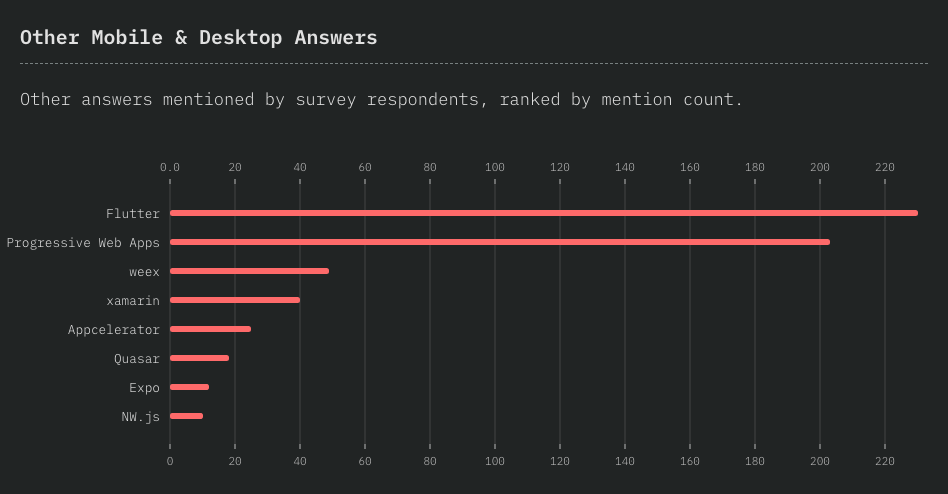 Other Mobile & Desktop Answers
Other answers mentioned by survey respondents, ranked by mention count.
0.0 20 40 60 80 100 120 140 160 180 200 220
Flutter
Progressive Web Apps
weex
xamarin
Appcelerator
Quasar
Expo
NW.js
0 20 40 60 80 100 120 140 160 180 200 220